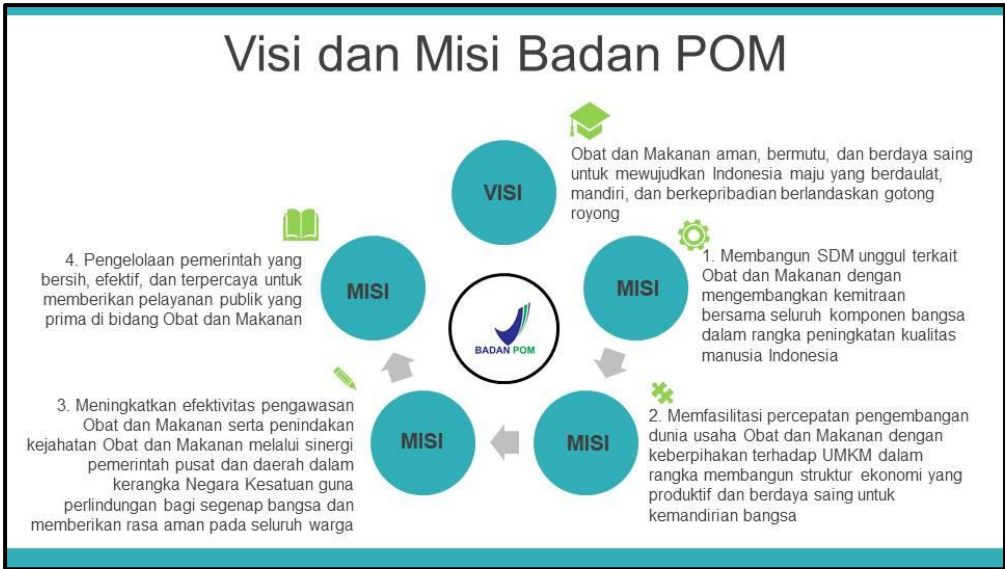 Visi dan Misi Badan POM
VISI
Obat dan Makanan aman, bermutu, dan berdaya saing
untuk mewujudkan Indonesia maju yang berdaulat,
mandiri, dan berkepribadian berlandaskan gotong
royong
MISI
1. Membangun SDM unggul terkait
Obat dan Makanan dengan
mengembangkan kemitraan
bersama seluruh komponen bangsa
dalam rangka peningkatan kualitas
manusia Indonesia
MISI
2. Memfasilitasi percepatan pengembangan
dunia usaha Obat dan Makanan dengan
keberpihakan terhadap UMKM dalam
rangka membangun struktur ekonomi yang
produktif dan berdaya saing untuk
kemandirian bangsa
MISI
3. Meningkatkan efektivitas pengawasan
Obat dan Makanan serta penindakan
kejahatan Obat dan Makanan melalui sinergi
pemerintah pusat dan daerah dalam
kerangka Negara Kesatuan guna
perlindungan bagi segenap bangsa dan
memberikan rasa aman pada seluruh warga
MISI
4. Pengelolaan pemerintah yang
bersih, efektif, dan terpercaya untuk
memberikan pelayanan publik yang
prima di bidang Obat dan Makanan
BADAN POM